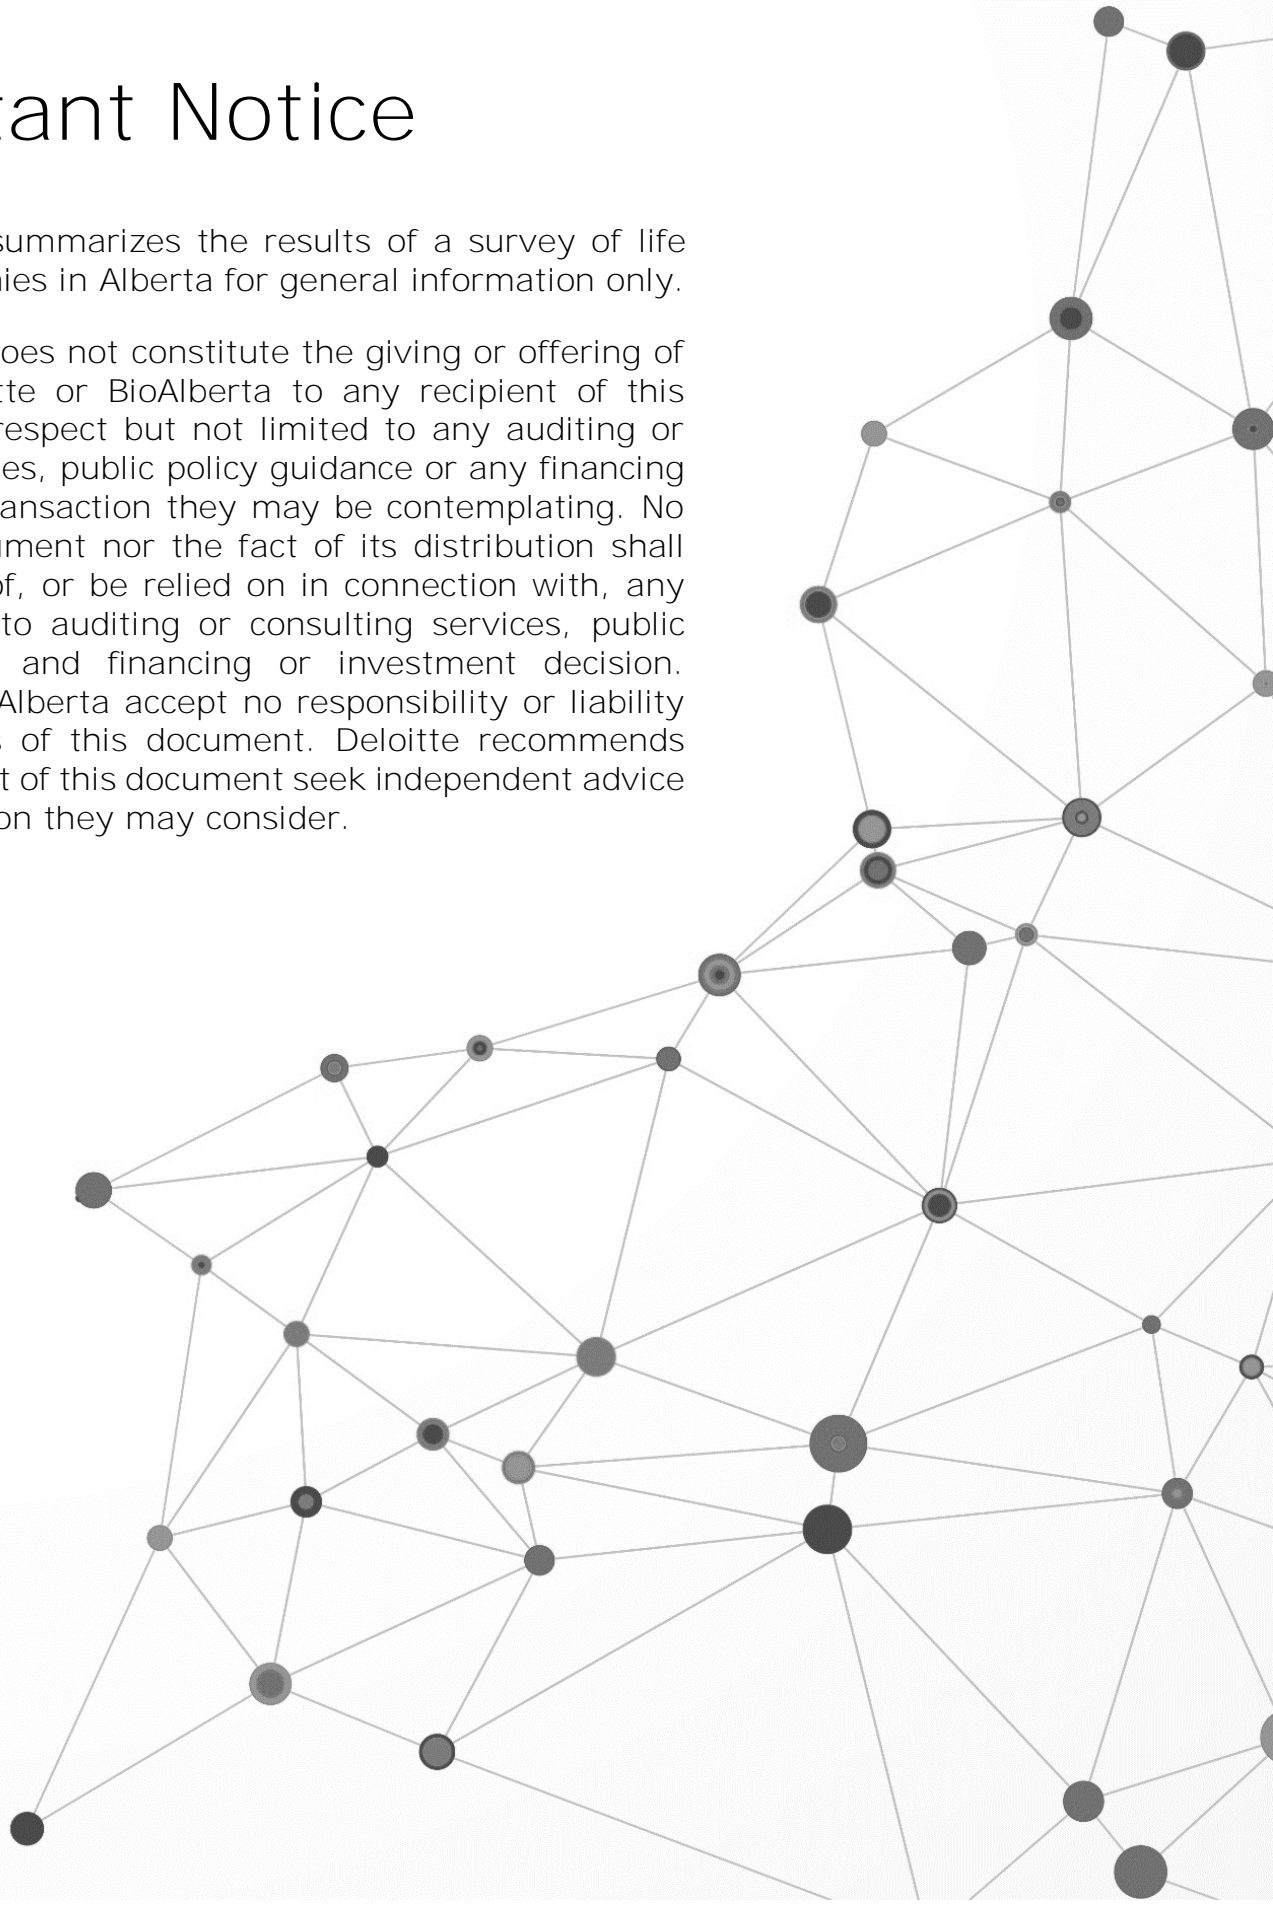 tant Notice
summarizes the results of a survey of life
nies in Alberta for general information only.
oes not constitute the giving or offering of
tte or BioAlberta to any recipient of this
respect but not limited to any auditing or
es, public policy guidance or any financing
ansaction they may be contemplating. No
ument nor the fact of its distribution shall
of, or be relied on in connection with, any
to auditing or consulting services, public
and financing or investment decision.
Alberta accept no responsibility or liability
s of this document. Deloitte recommends
t of this document seek independent advice
on they may consider.